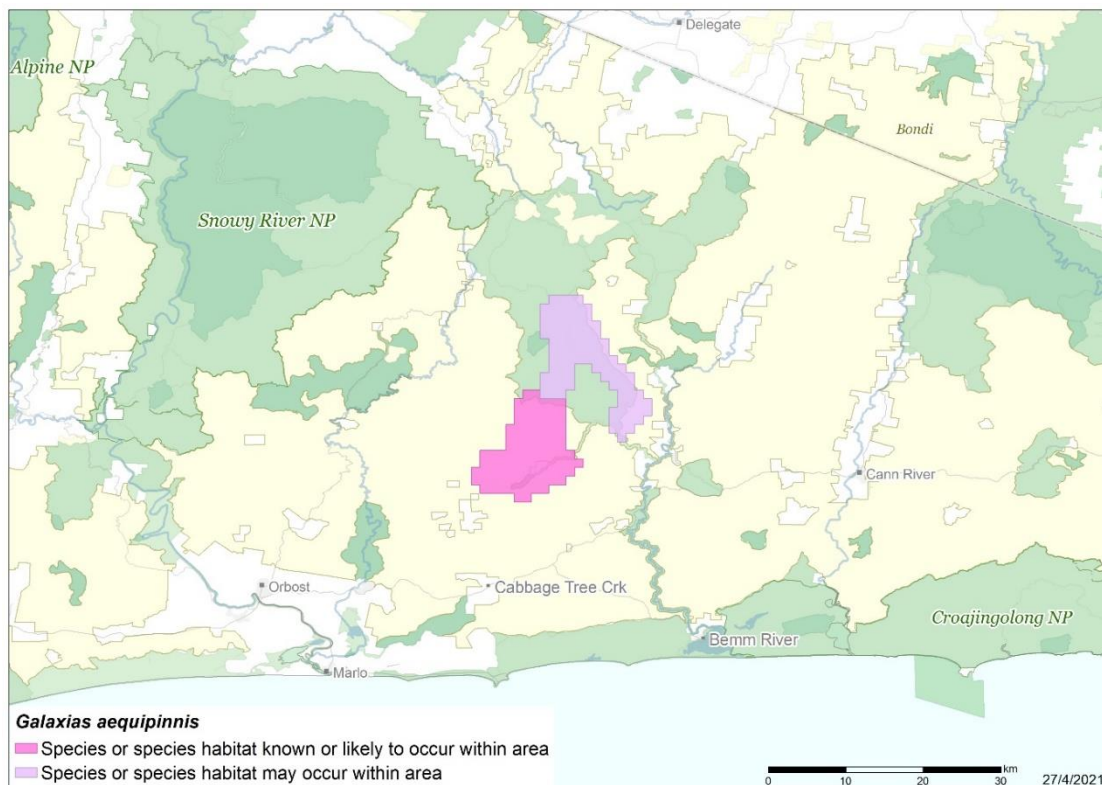 Delegate
Alpine NP
Bondi
Snowy River NP
Cann River
Orbost
Cabbage Tree Crk
Croajingolong NP
Bemm River
Marlo
Galaxias aequipinnis
Species or species habitat known or likely to occur within area
Species or species habitat may occur within area
km
0 10 20 30
27/4/2021